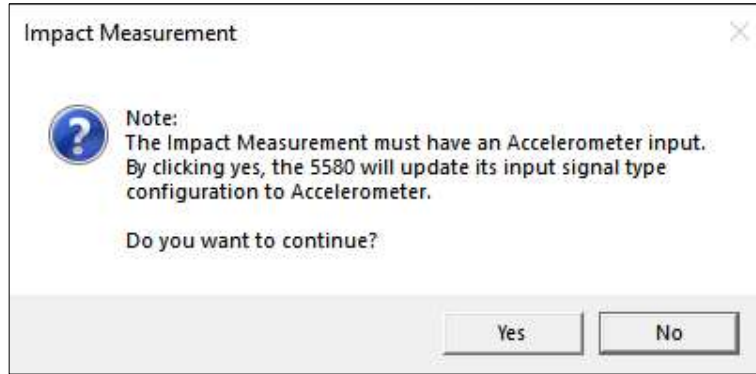 Impact Measurement
Note:
The Impact Measurement must have an Accelerometer input.
By clicking yes, the 5580 will update its input signal type
configuration to Accelerometer.
Do you want to continue?
Yes
No